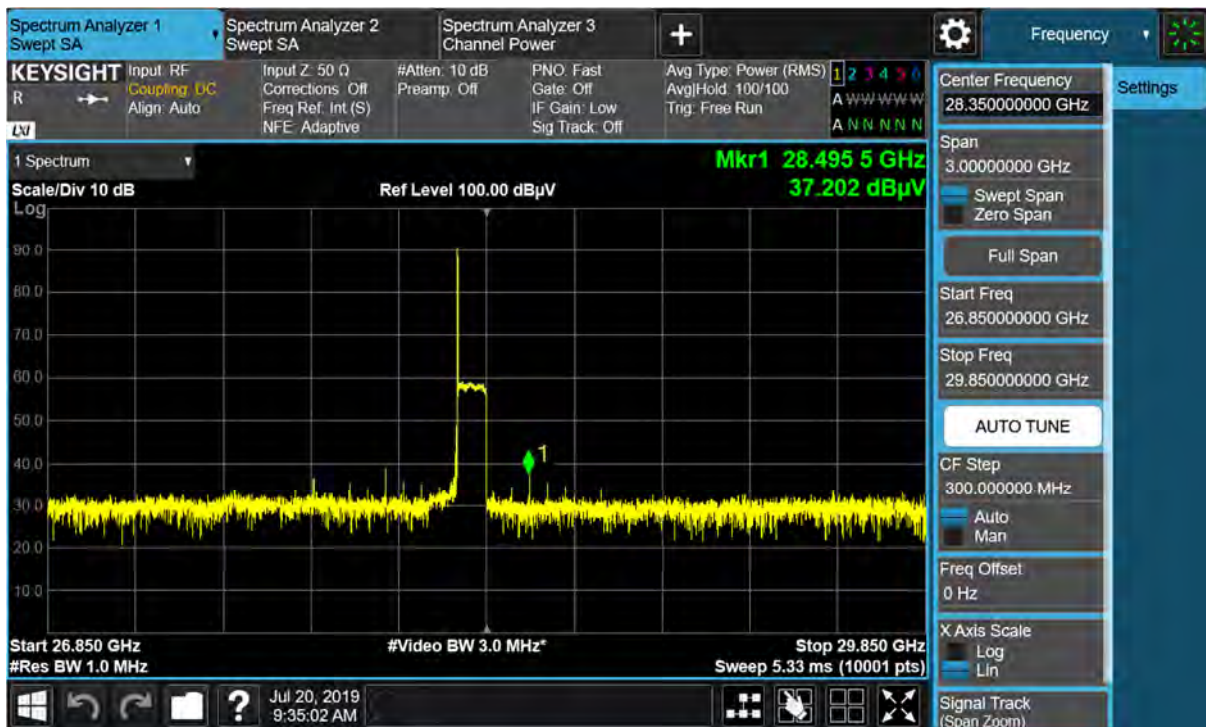 Spectrum Analyzer 1
Swept SA
Spectrum Analyzer 2
Swept SA
Spectrum Analyzer 3
Channel Power
Frequency
KEYSIGHT
R
LXI
Input: RF
Coupling: DC
Align: Auto
Input Z: 50 Ω
Corrections: Off
Freq Ref: Int (S)
NFE: Adaptive
#Atten: 10 dB
Preamp: Off
PNO: Fast
Gate: Off
IF Gain: Low
Sig Track: Off
Avg Type: Power (RMS)
Avg|Hold: 100/100
Trig: Free Run
1 2 3 4 5 6
A W W W W W
A N N N N N
1 Spectrum
Scale/Div 10 dB
Log
Ref Level 100.00 dBµV
Mkr1 28.495 5 GHz
37.202 dBµV
90.0
80.0
70.0
60.0
50.0
40.0
30.0
20.0
10.0
1
Start 26.850 GHz
#Res BW 1.0 MHz
#Video BW 3.0 MHz*
Stop 29.850 GHz
Sweep 5.33 ms (10001 pts)
Center Frequency
28.350000000 GHz
Settings
Span
3.00000000 GHz
Swept Span
Zero Span
Full Span
Start Freq
26.850000000 GHz
Stop Freq
29.850000000 GHz
AUTO TUNE
CF Step
300.000000 MHz
Auto
Man
Freq Offset
0 Hz
X Axis Scale
Log
Lin
Signal Track
(Span Zoom)
?
Jul 20, 2019
9:35:02 AM